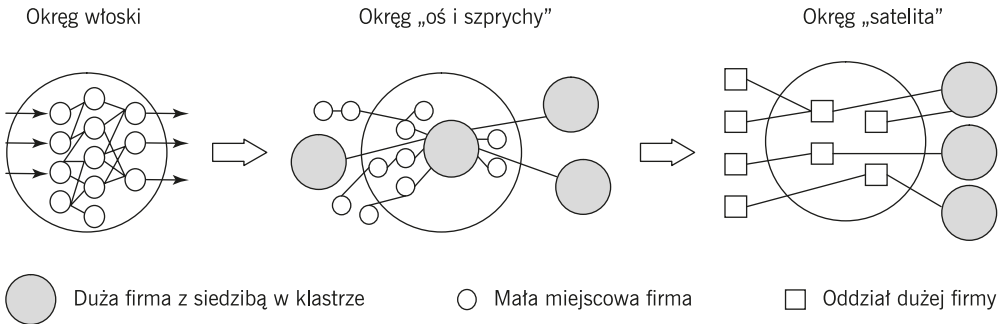 Okręg włoski
Okręg „oś i szprychy”
Okręg „satelita”
Duża firma z siedzibą w klastrze
Mała miejscowa firma
Oddział dużej firmy